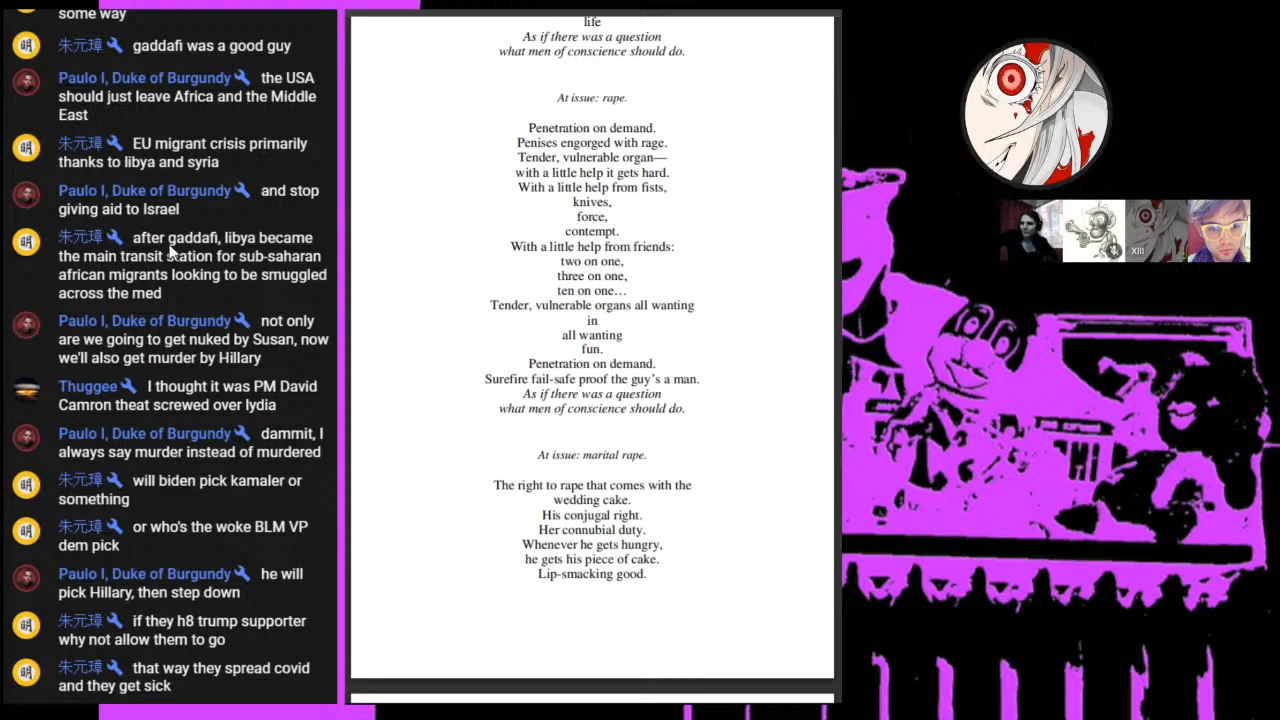 some way
朱元璋 gaddafi was a good guy
Paulo I, Duke of Burgundy the USA
should just leave Africa and the Middle
East
朱元璋 EU migrant crisis primarily
thanks to libya and syria
Paulo I, Duke of Burgundy and stop
giving aid to Israel
朱元璋 after gaddafi, libya became
the main transit station for sub-saharan
african migrants looking to be smuggled
across the med
Paulo I, Duke of Burgundy not only
are we going to get nuked by Susan, now
we'll also get murder by Hillary
Thuggee I thought it was PM David
Camron theat screwed over lydia
Paulo I, Duke of Burgundy dammit, I
always say murder instead of murdered
朱元璋 will biden pick kamaler or
something
朱元璋 or who's the woke BLM VP
dem pick
Paulo I, Duke of Burgundy he will
pick Hillary, then step down
朱元璋 if they h8 trump supporter
why not allow them to go
朱元璋 that way they spread covid
and they get sick
life
As if there was a question
what men of conscience should do.
At issue: rape.
Penetration on demand.
Penises engorged with rage.
Tender, vulnerable organ—
with a little help it gets hard.
With a little help from fists,
knives,
force,
contempt.
With a little help from friends:
two on one,
three on one,
ten on one…
Tender, vulnerable organs all wanting
in
all wanting
fun.
Penetration on demand.
Surefire fail-safe proof the guy's a man.
As if there was a question
what men of conscience should do.
At issue: marital rape.
The right to rape that comes with the
wedding cake.
His conjugal right.
Her connubial duty.
Whenever he gets hungry,
he gets his piece of cake.
Lip-smacking good.
XIII